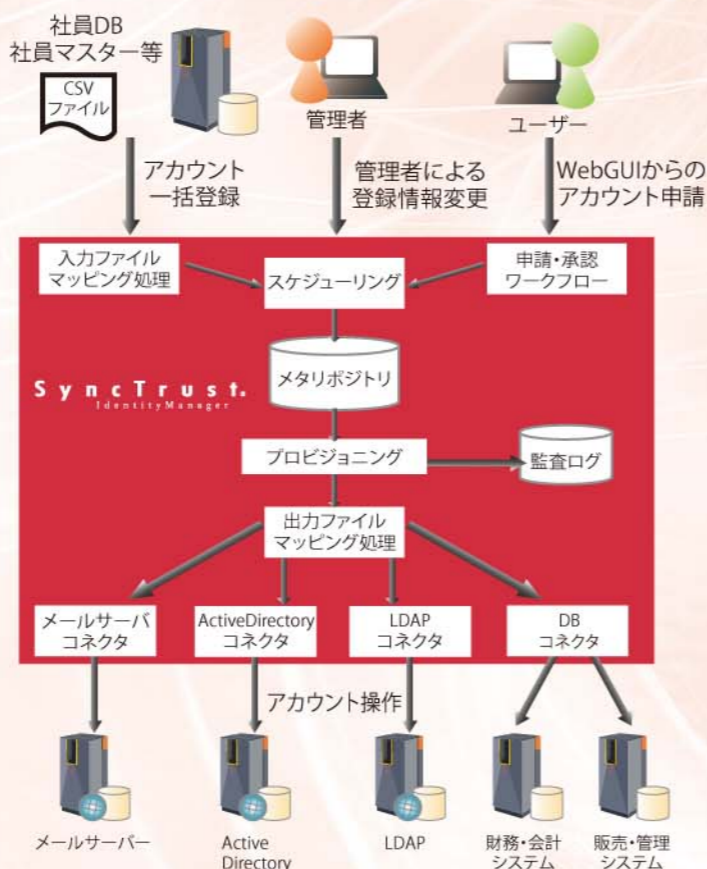 社員DB
社員マスター等
CSV
ファイル
管理者
ユーザー
アカウント
一括登録
管理者による
登録情報変更
WebGUIからの
アカウント申請
入力ファイル
マッピング処理
スケジューリング
申請・承認
ワークフロー
メタリポジトリ
SyncTrust®
IdentityManager
プロビジョニング
監査ログ
出力ファイル
マッピング処理
メールサーバ
コネクタ
ActiveDirectory
コネクタ
LDAP
コネクタ
DB
コネクタ
アカウント操作
メールサーバー
Active
Directory
LDAP
財務・会計
システム
販売・管理
システム